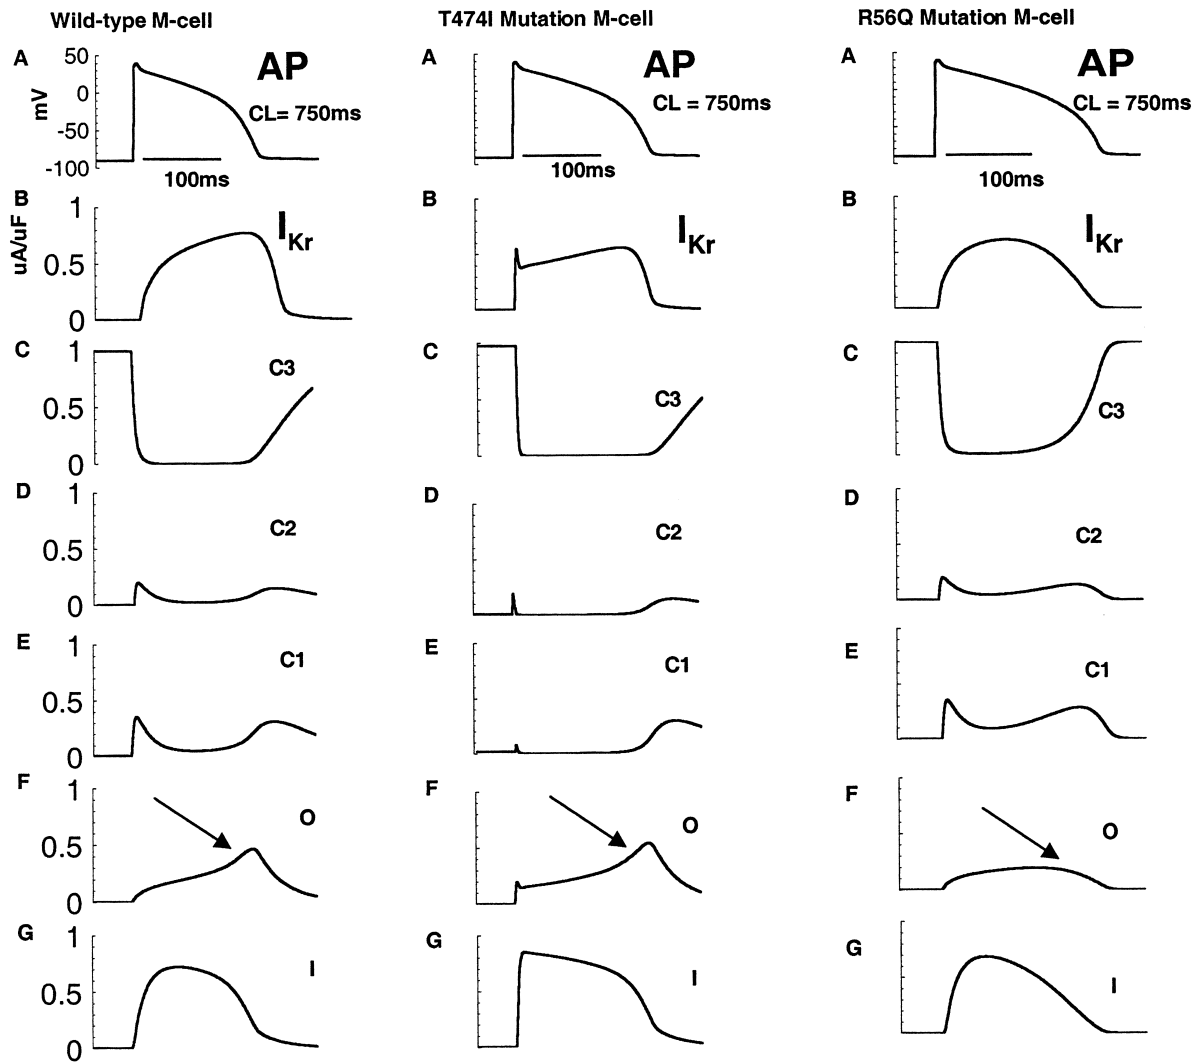 Wild-type M-cell
T474I Mutation M-cell
R56Q Mutation M-cell
A
50
0
-50
-100
mV
AP
CL= 750ms
100ms
A
AP
CL = 750ms
100ms
A
AP
CL = 750ms
100ms
B
1
0.5
0
uA/uF
IKr
B
IKr
B
IKr
C
1
0.5
0
C3
C
C3
C
C3
D
1
0.5
0
C2
D
C2
D
C2
E
1
0.5
0
C1
E
C1
E
C1
F
1
0.5
0
O
F
O
F
O
G
1
0.5
0
I
G
I
G
I